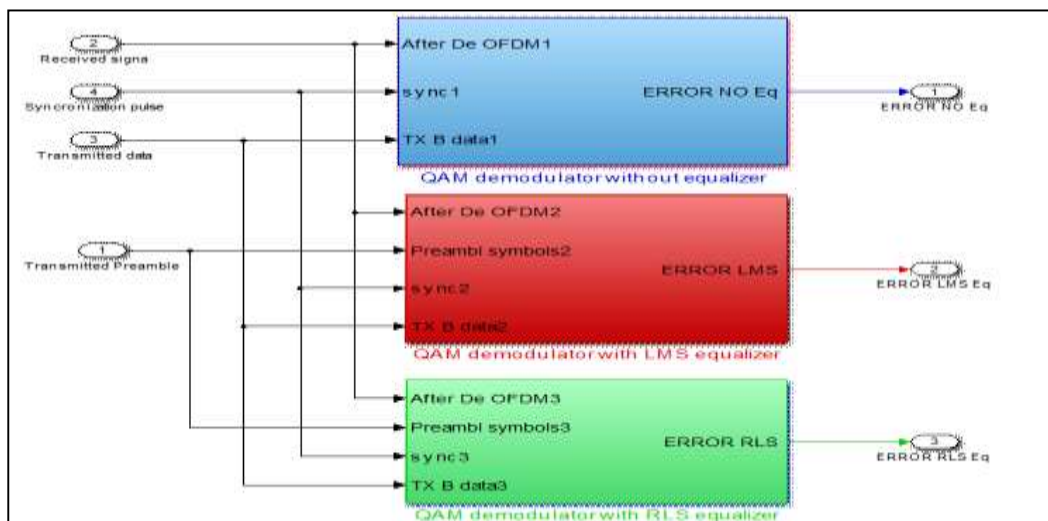 2
Received signa
4
Syncronization pulse
3
Transmitted data
1
Transmitted Preamble
After De OFDM1
sync1
TX B data1
ERROR NO Eq
QAM demodulator without equalizer
1
ERROR NO Eq
After De OFDM2
Preambl symbols2
sync2
TX B data2
ERROR LMS
QAM demodulator with LMS equalizer
2
ERROR LMS Eq
After De OFDM3
Preambl symbols3
sync3
TX B data3
ERROR RLS
QAM demodulator with RLS equalizer
3
ERROR RLS Eq